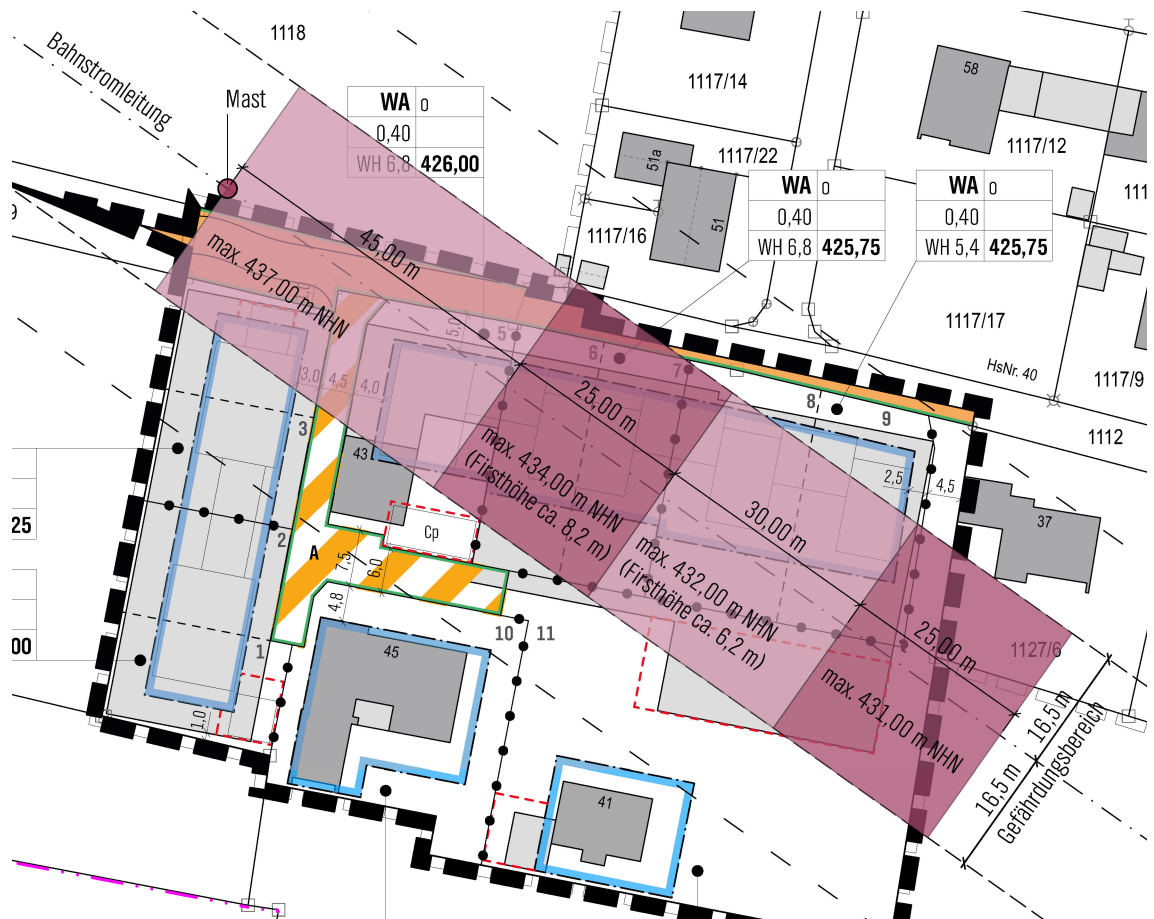 1118
Bahnstromleitung
Mast
WA o
0,40
WH 6,8 426,00
1117/14
58
1117/12
51a
1117/22
51
1117/16
WA o
0,40
WH 6,8 425,75
WA o
0,40
WH 5,4 425,75
9
max. 437,00 m NHN
45,00 m
1117/17
HsNr. 40
1117/9
1112
5,0
5
6
7
8
9
3,0
4,5
4,0
3
43
25,00 m
max. 434,00 m NHN
(Firsthöhe ca. 8,2 m)
2,5
4,5
37
25
2
A
Cp
7,5
6,0
30,00 m
max. 432,00 m NHN
(Firsthöhe ca. 6,2 m)
4,8
10
11
00
1
45
25,00 m
max. 431,00 m NHN
1127/6
1,0
16,5 m
16,5 m
Gefährdungsbereich
41